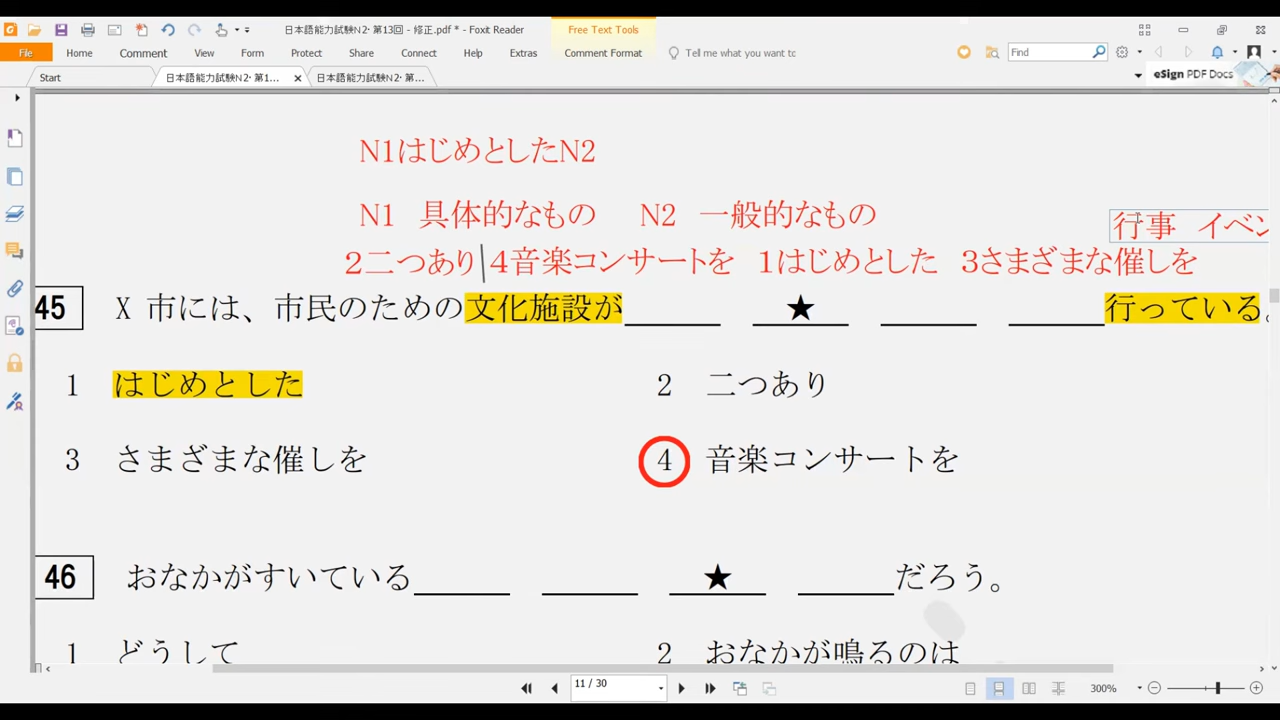 日本語能力試験N2· 第13回 - 修正.pdf * - Foxit Reader
Free Text Tools
File Home Comment View Form Protect Share Connect Help Extras Comment Format Tell me what you want to Find
Start 日本語能力試験N2· 第1... 日本語能力試験N2· 第... eSign PDF Docs
N1はじめとしたN2
N1 具体的なもの N2 一般的なもの
行事 イベン
2二つあり 4音楽コンサートを 1はじめとした 3さまざまな催しを
45 X 市には、市民のための文化施設が ★ 行っている。
1 はじめとした 2 二つあり
3 さまざまな催しを 4 音楽コンサートを
46 おなかがすいている ★ だろう。
1 どうして 2 おなかが鳴るのは
11 / 30 300%